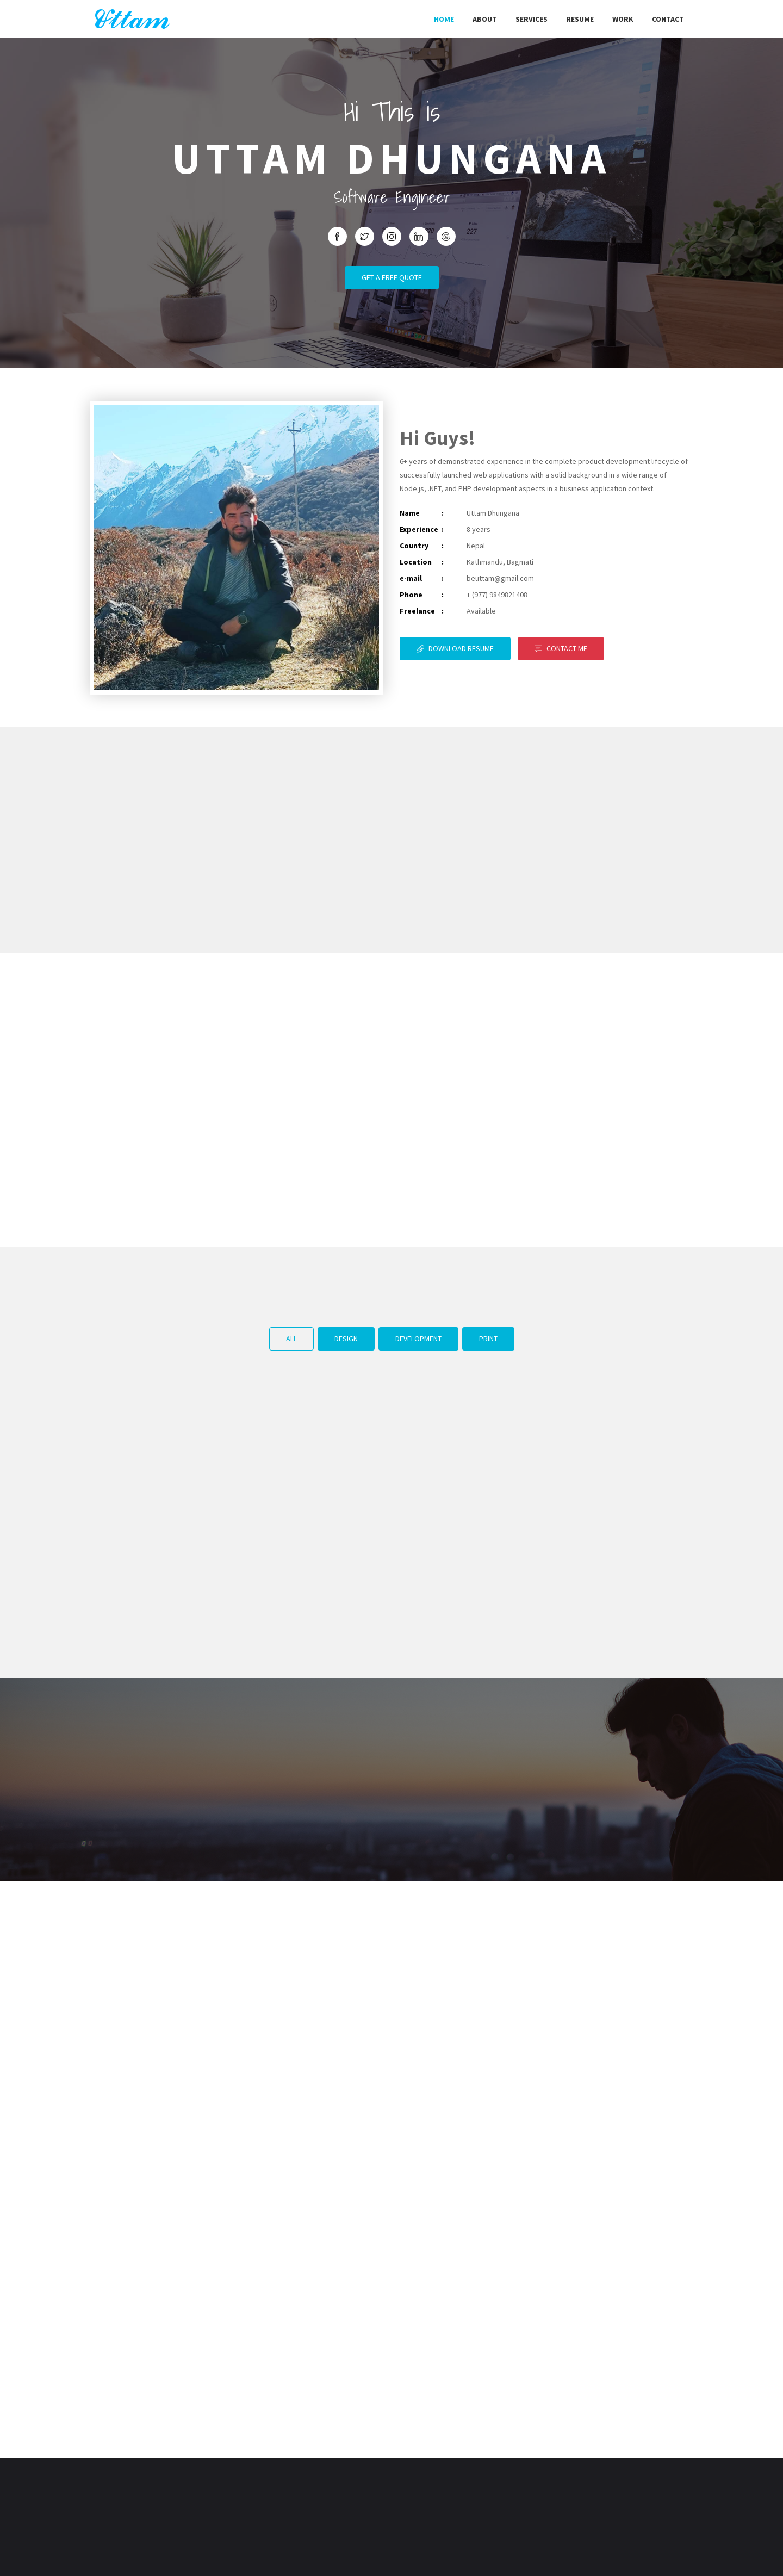 Uttam
HOME ABOUT SERVICES RESUME WORK CONTACT
Hi This is
UTTAM DHUNGANA
Software Engineer
GET A FREE QUOTE
Hi Guys!
6+ years of demonstrated experience in the complete product development lifecycle of
successfully launched web applications with a solid background in a wide range of
Node.js, .NET, and PHP development aspects in a business application context.
Name : Uttam Dhungana
Experience : 8 years
Country : Nepal
Location : Kathmandu, Bagmati
e-mail : beuttam@gmail.com
Phone : + (977) 9849821408
Freelance : Available
DOWNLOAD RESUME CONTACT ME
ALL DESIGN DEVELOPMENT PRINT